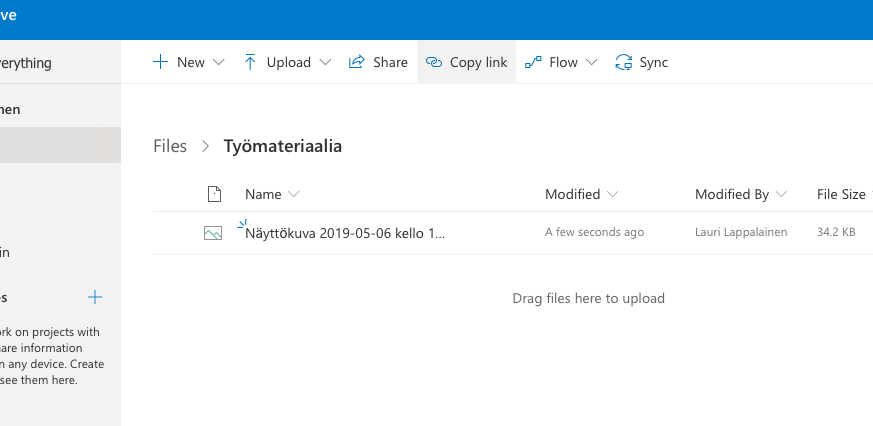 ve
erything
New Upload Share Copy link Flow Sync
nen
Files > Työmateriaalia
Name Modified Modified By File Size
Näyttökuva 2019-05-06 kello 1... A few seconds ago Lauri Lappalainen 34.2 KB
in
s
Drag files here to upload
rk on projects with
are information
n any device. Create
see them here.